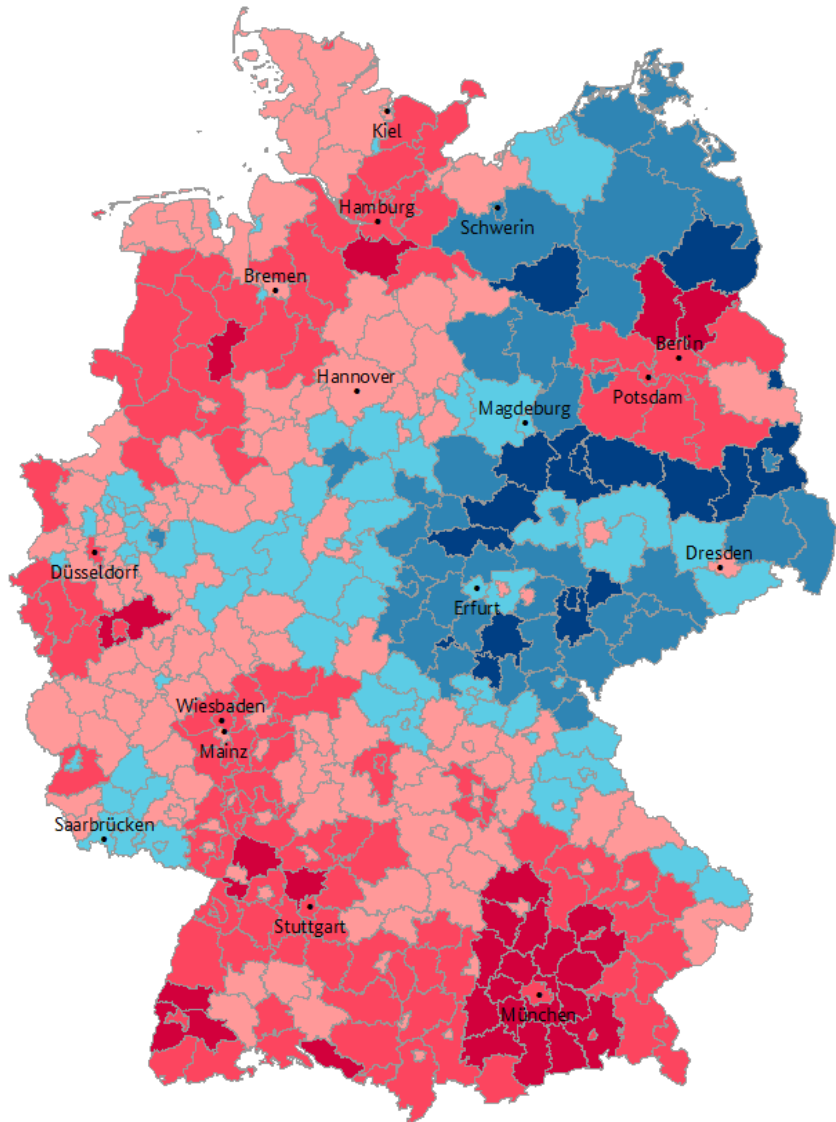 Kiel
Hamburg
Schwerin
Bremen
Berlin
Hannover
Potsdam
Magdeburg
Düsseldorf
Dresden
Erfurt
Wiesbaden
Mainz
Saarbrücken
Stuttgart
München